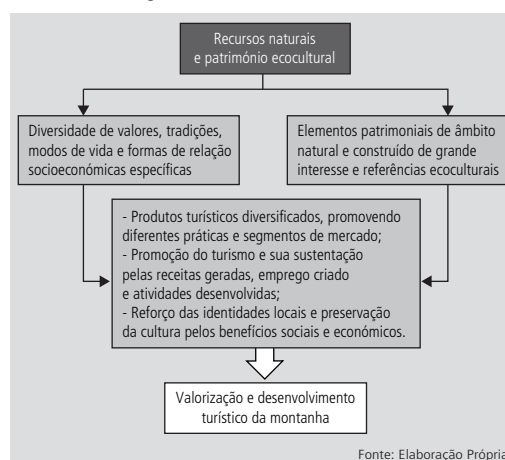 Recursos naturais
e património ecocultural
Diversidade de valores, tradições,
modos de vida e formas de relação
socioeconómicas específicas
Elementos patrimoniais de âmbito
natural e construído de grande
interesse e referências ecoculturais
- Produtos turísticos diversificados, promovendo
diferentes práticas e segmentos de mercado;
- Promoção do turismo e sua sustentação
pelas receitas geradas, emprego criado
e atividades desenvolvidas;
- Reforço das identidades locais e preservação
da cultura pelos benefícios sociais e económicos.
Valorização e desenvolvimento
turístico da montanha
Fonte: Elaboração Própria